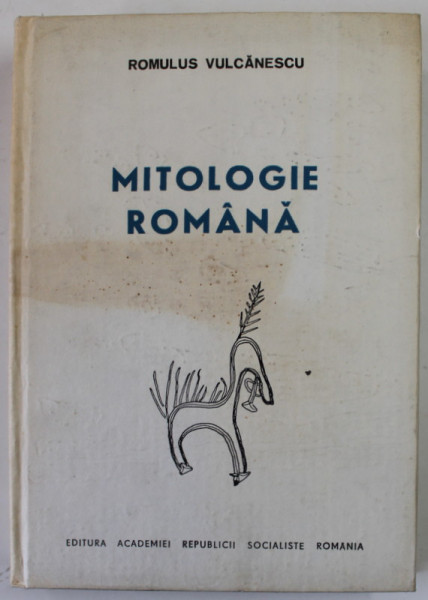 ROMULUS VULCĂNESCU
MITOLOGIE
ROMÂNĂ
EDITURA ACADEMIEI REPUBLICII SOCIALISTE ROMANIA